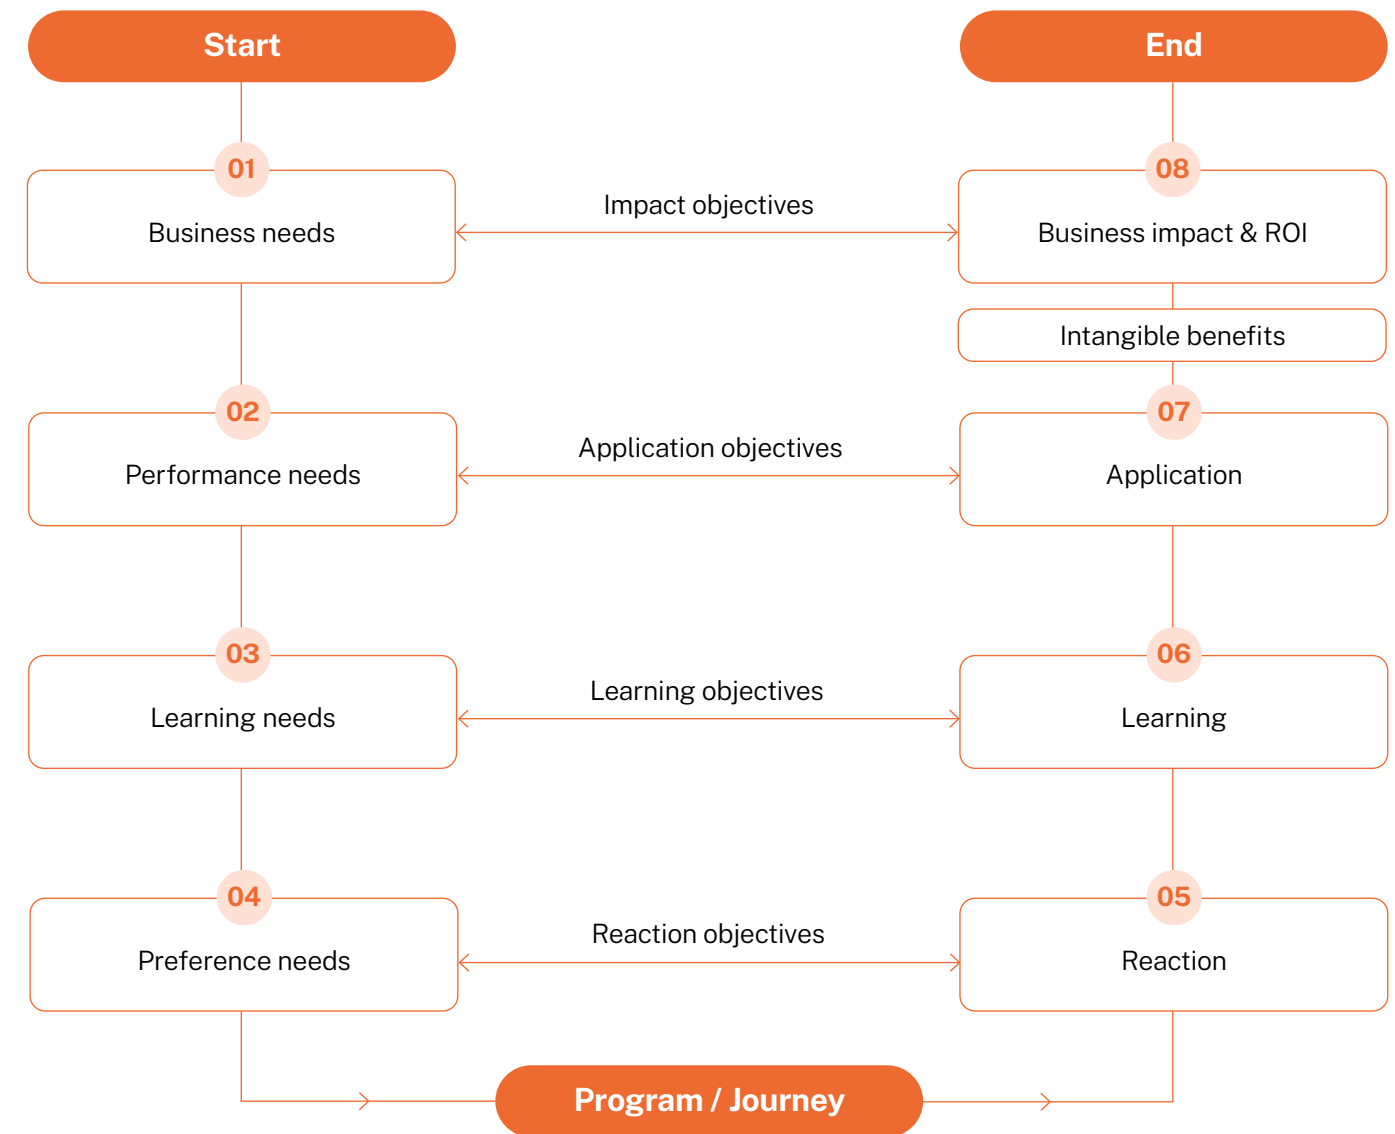 Start
End
01
08
Business needs
Impact objectives
Business impact & ROI
Intangible benefits
02
07
Performance needs
Application objectives
Application
03
06
Learning needs
Learning objectives
Learning
04
05
Preference needs
Reaction objectives
Reaction
Program / Journey